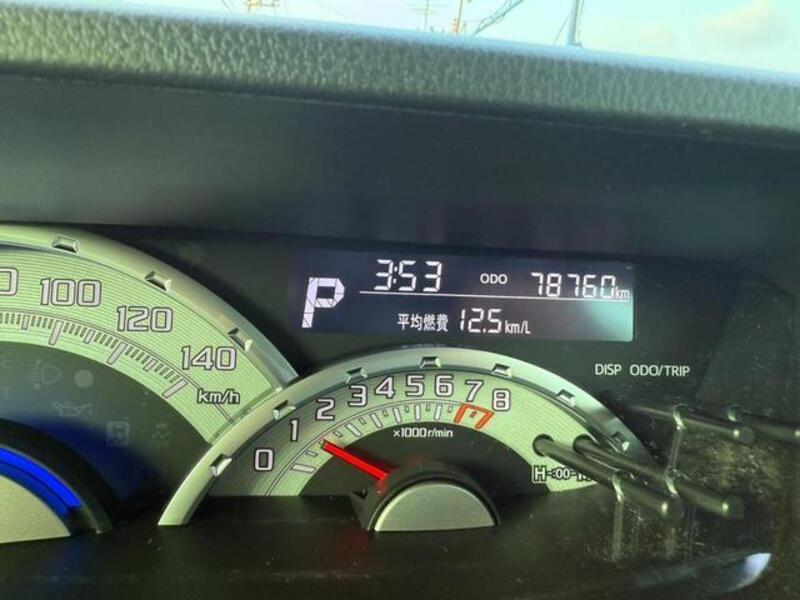 P
3:53 ODO 78760km
平均燃費 12.5km/L
DISP ODO/TRIP
100
120
140
km/h
0 1 2 3 4 5 6 7 8
×1000r/min
H-:00-